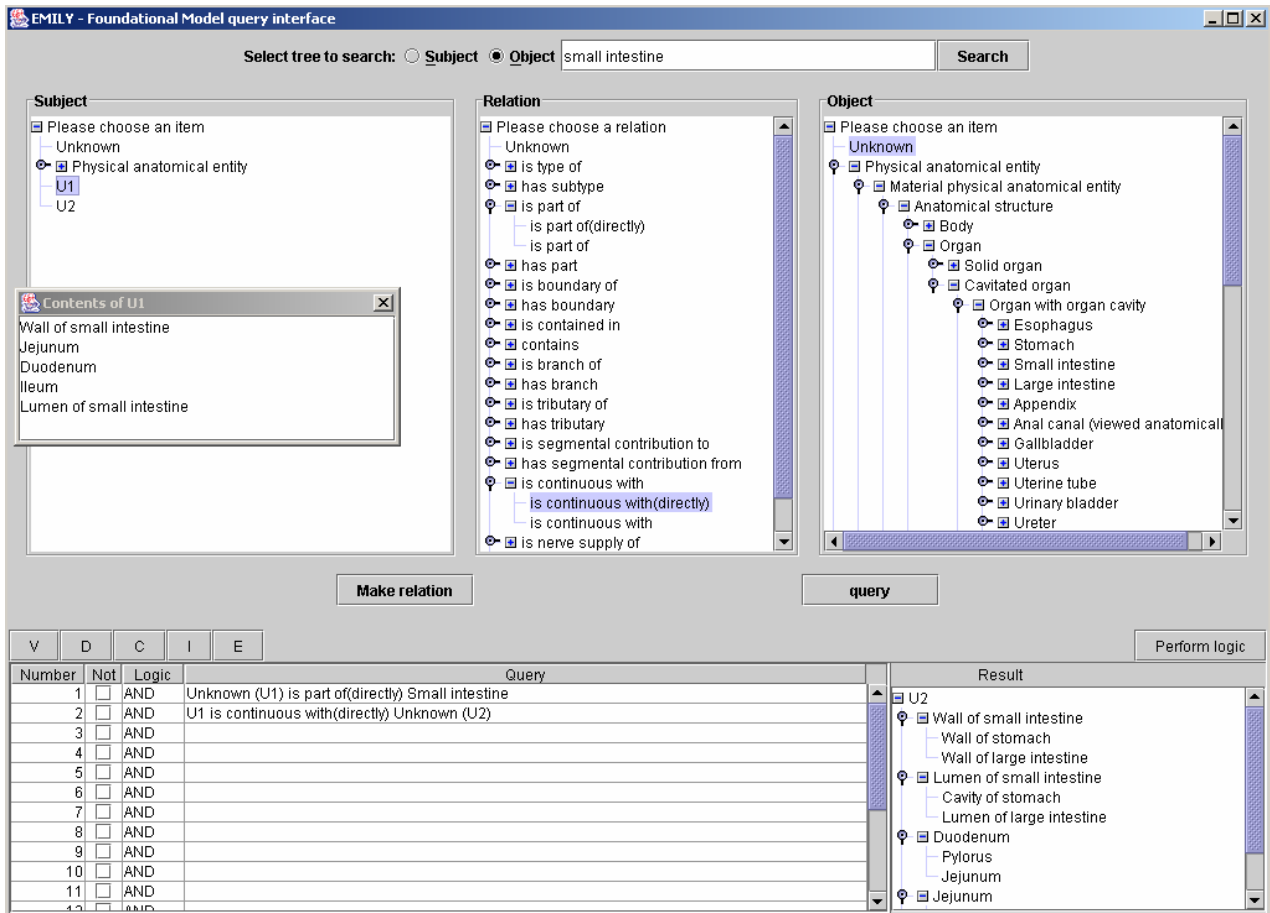 EMILY - Foundational Model query interface
Select tree to search: Subject Object small intestine Search
Subject
Please choose an item
Unknown
Physical anatomical entity
U1
U2
Contents of U1
Wall of small intestine
Jejunum
Duodenum
Ileum
Lumen of small intestine
Relation
Please choose a relation
Unknown
is type of
has subtype
is part of
is part of(directly)
is part of
has part
is boundary of
has boundary
is contained in
contains
is branch of
has branch
is tributary of
has tributary
is segmental contribution to
has segmental contribution from
is continuous with
is continuous with(directly)
is continuous with
is nerve supply of
Object
Please choose an item
Unknown
Physical anatomical entity
Material physical anatomical entity
Anatomical structure
Body
Organ
Solid organ
Cavitated organ
Organ with organ cavity
Esophagus
Stomach
Small intestine
Large intestine
Appendix
Anal canal (viewed anatomicall
Gallbladder
Uterus
Uterine tube
Urinary bladder
Ureter
Make relation query
V D C I E Perform logic
Number Not Logic Query
1 AND Unknown (U1) is part of(directly) Small intestine
2 AND U1 is continuous with(directly) Unknown (U2)
3 AND
4 AND
5 AND
6 AND
7 AND
8 AND
9 AND
10 AND
11 AND
12 AND
Result
U2
Wall of small intestine
Wall of stomach
Wall of large intestine
Lumen of small intestine
Cavity of stomach
Lumen of large intestine
Duodenum
Pylorus
Jejunum
Jejunum